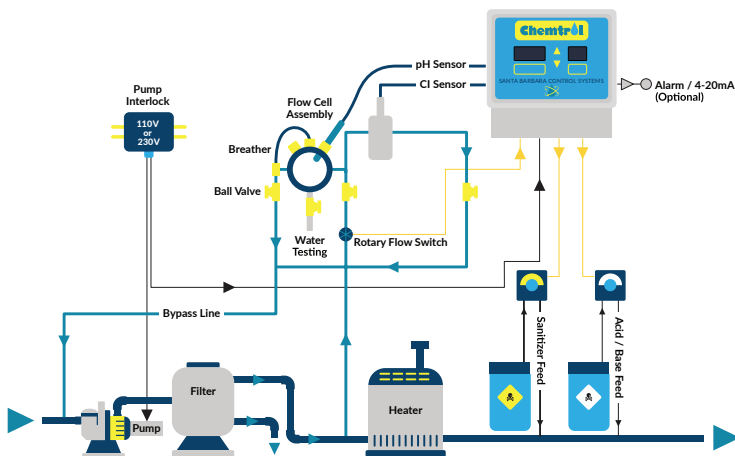 Chemtrol
SANTA BARBARA CONTROL SYSTEMS
pH Sensor
CI Sensor
Alarm / 4-20mA
(Optional)
Pump
Interlock
110V
or
230V
Flow Cell
Assembly
Breather
Ball Valve
Water
Testing
Rotary Flow Switch
Bypass Line
Sanitizer Feed
Acid / Base Feed
Filter
Heater
Pump